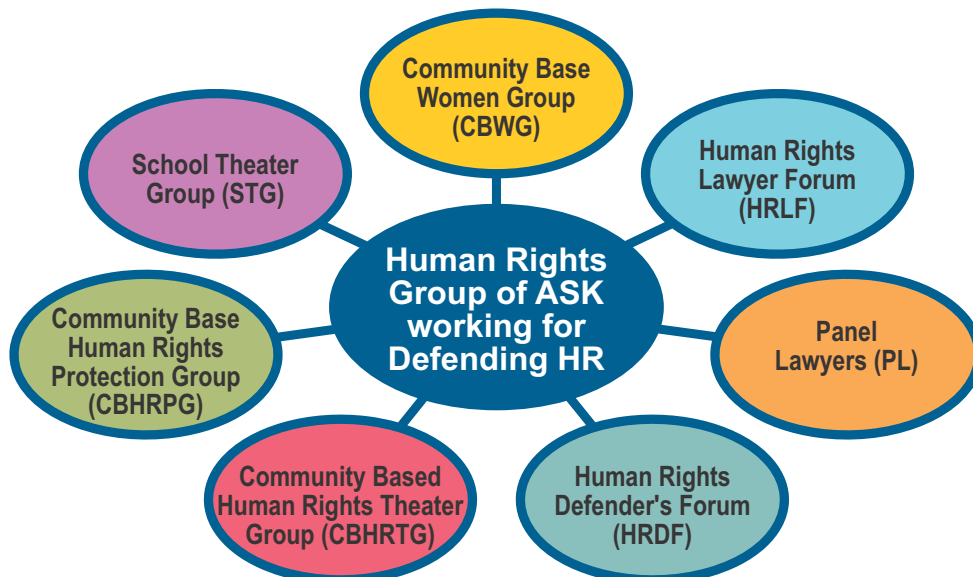 Community Base
Women Group
(CBWG)
School Theater
Group (STG)
Human Rights
Lawyer Forum
(HRLF)
Human Rights
Group of ASK
working for
Defending HR
Community Base
Human Rights
Protection Group
(CBHRPG)
Panel
Lawyers (PL)
Community Based
Human Rights Theater
Group (CBHRTG)
Human Rights
Defender's Forum
(HRDF)